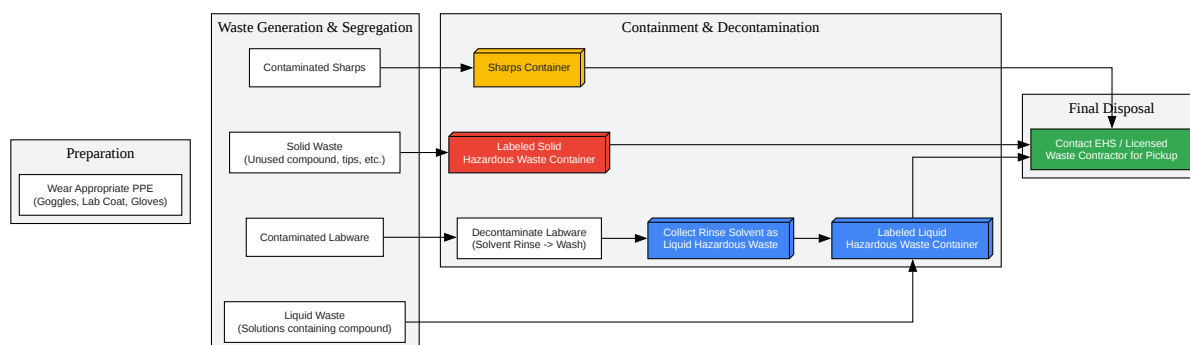 Preparation
Wear Appropriate PPE
(Goggles, Lab Coat, Gloves)
Waste Generation & Segregation
Contaminated Sharps
Solid Waste
(Unused compound, tips, etc.)
Contaminated Labware
Liquid Waste
(Solutions containing compound)
Containment & Decontamination
Sharps Container
Labeled Solid
Hazardous Waste Container
Decontaminate Labware
(Solvent Rinse -> Wash)
Collect Rinse Solvent as
Liquid Hazardous Waste
Labeled Liquid
Hazardous Waste Container
Final Disposal
Contact EHS / Licensed
Waste Contractor for Pickup